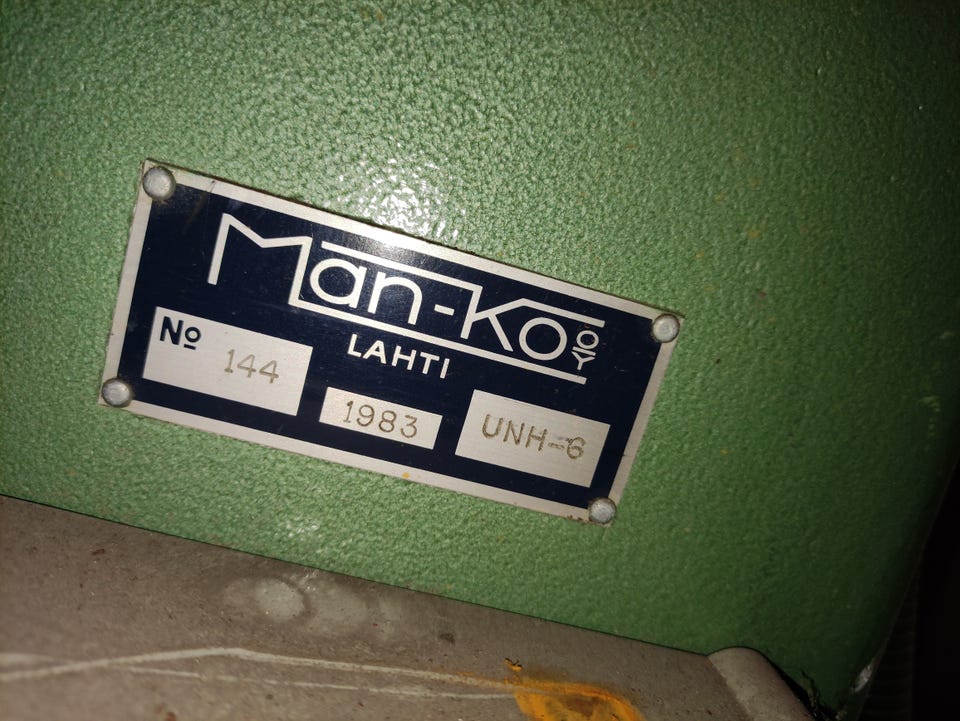 Man-Ko OY
LAHTI
Nº 144
1983
UNH-6